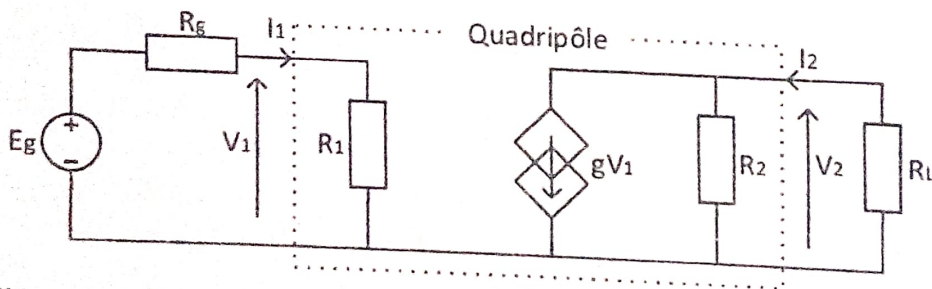 Quadripôle
Rg
I1
I2
Eg
+
−
V1
R1
gV1
R2
V2
RL